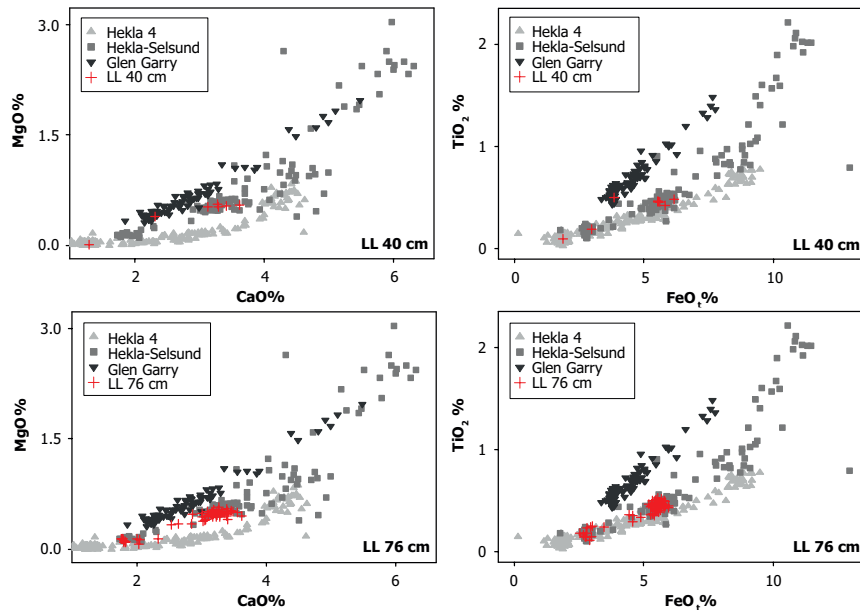 3.0
1.5
0.0
MgO%
Hekla 4
Hekla-Selsund
Glen Garry
LL 40 cm
LL 40 cm
2
4
6
CaO%
2
1
0
TiO₂ %
Hekla 4
Hekla-Selsund
Glen Garry
LL 40 cm
LL 40 cm
0
5
10
FeOₜ%
3.0
1.5
0.0
MgO%
Hekla 4
Hekla-Selsund
Glen Garry
LL 76 cm
LL 76 cm
2
4
6
CaO%
2
1
0
TiO₂ %
Hekla 4
Hekla-Selsund
Glen Garry
LL 76 cm
LL 76 cm
0
5
10
FeOₜ%